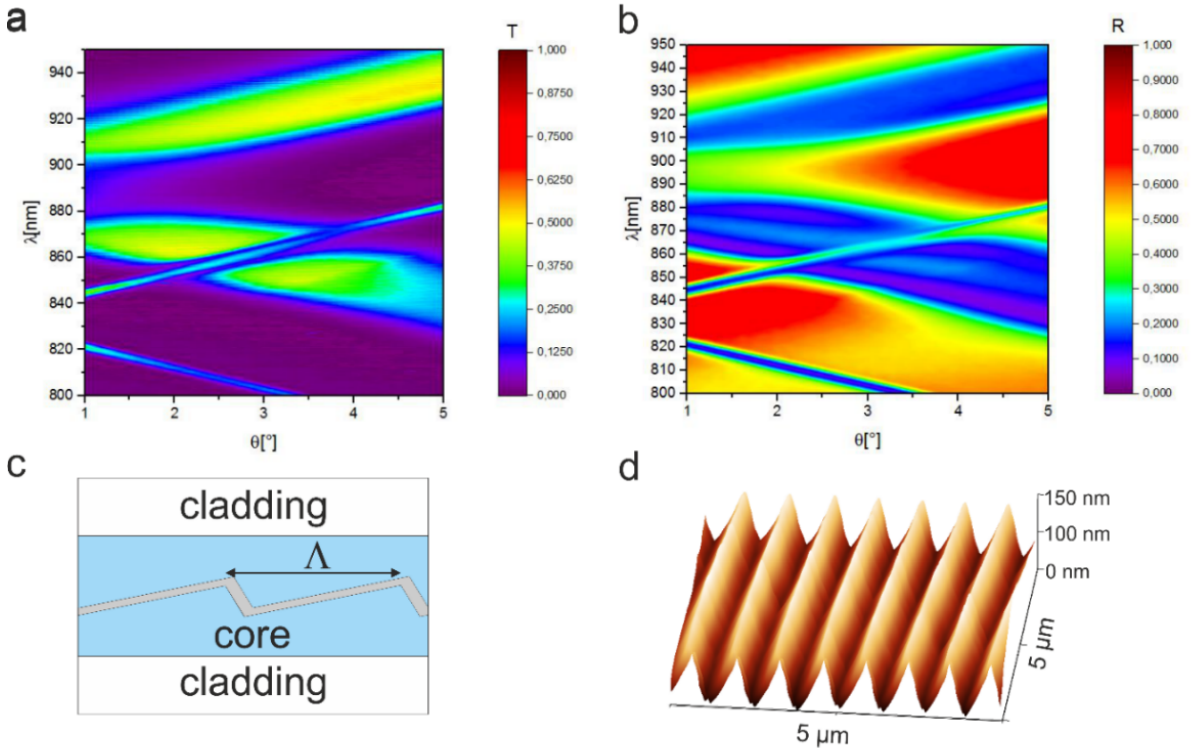 a
T
λ[nm]
940
920
900
880
860
840
820
800
1
2
3
4
5
θ[°]
1,000
0,8750
0,7500
0,6250
0,5000
0,3750
0,2500
0,1250
0,000
b
R
λ[nm]
950
940
930
920
910
900
890
880
870
860
850
840
830
820
810
800
1
2
3
4
5
θ[°]
1,000
0,9000
0,8000
0,7000
0,6000
0,5000
0,4000
0,3000
0,2000
0,1000
0,000
c
cladding
Λ
core
cladding
d
150 nm
100 nm
0 nm
5 µm
5 µm